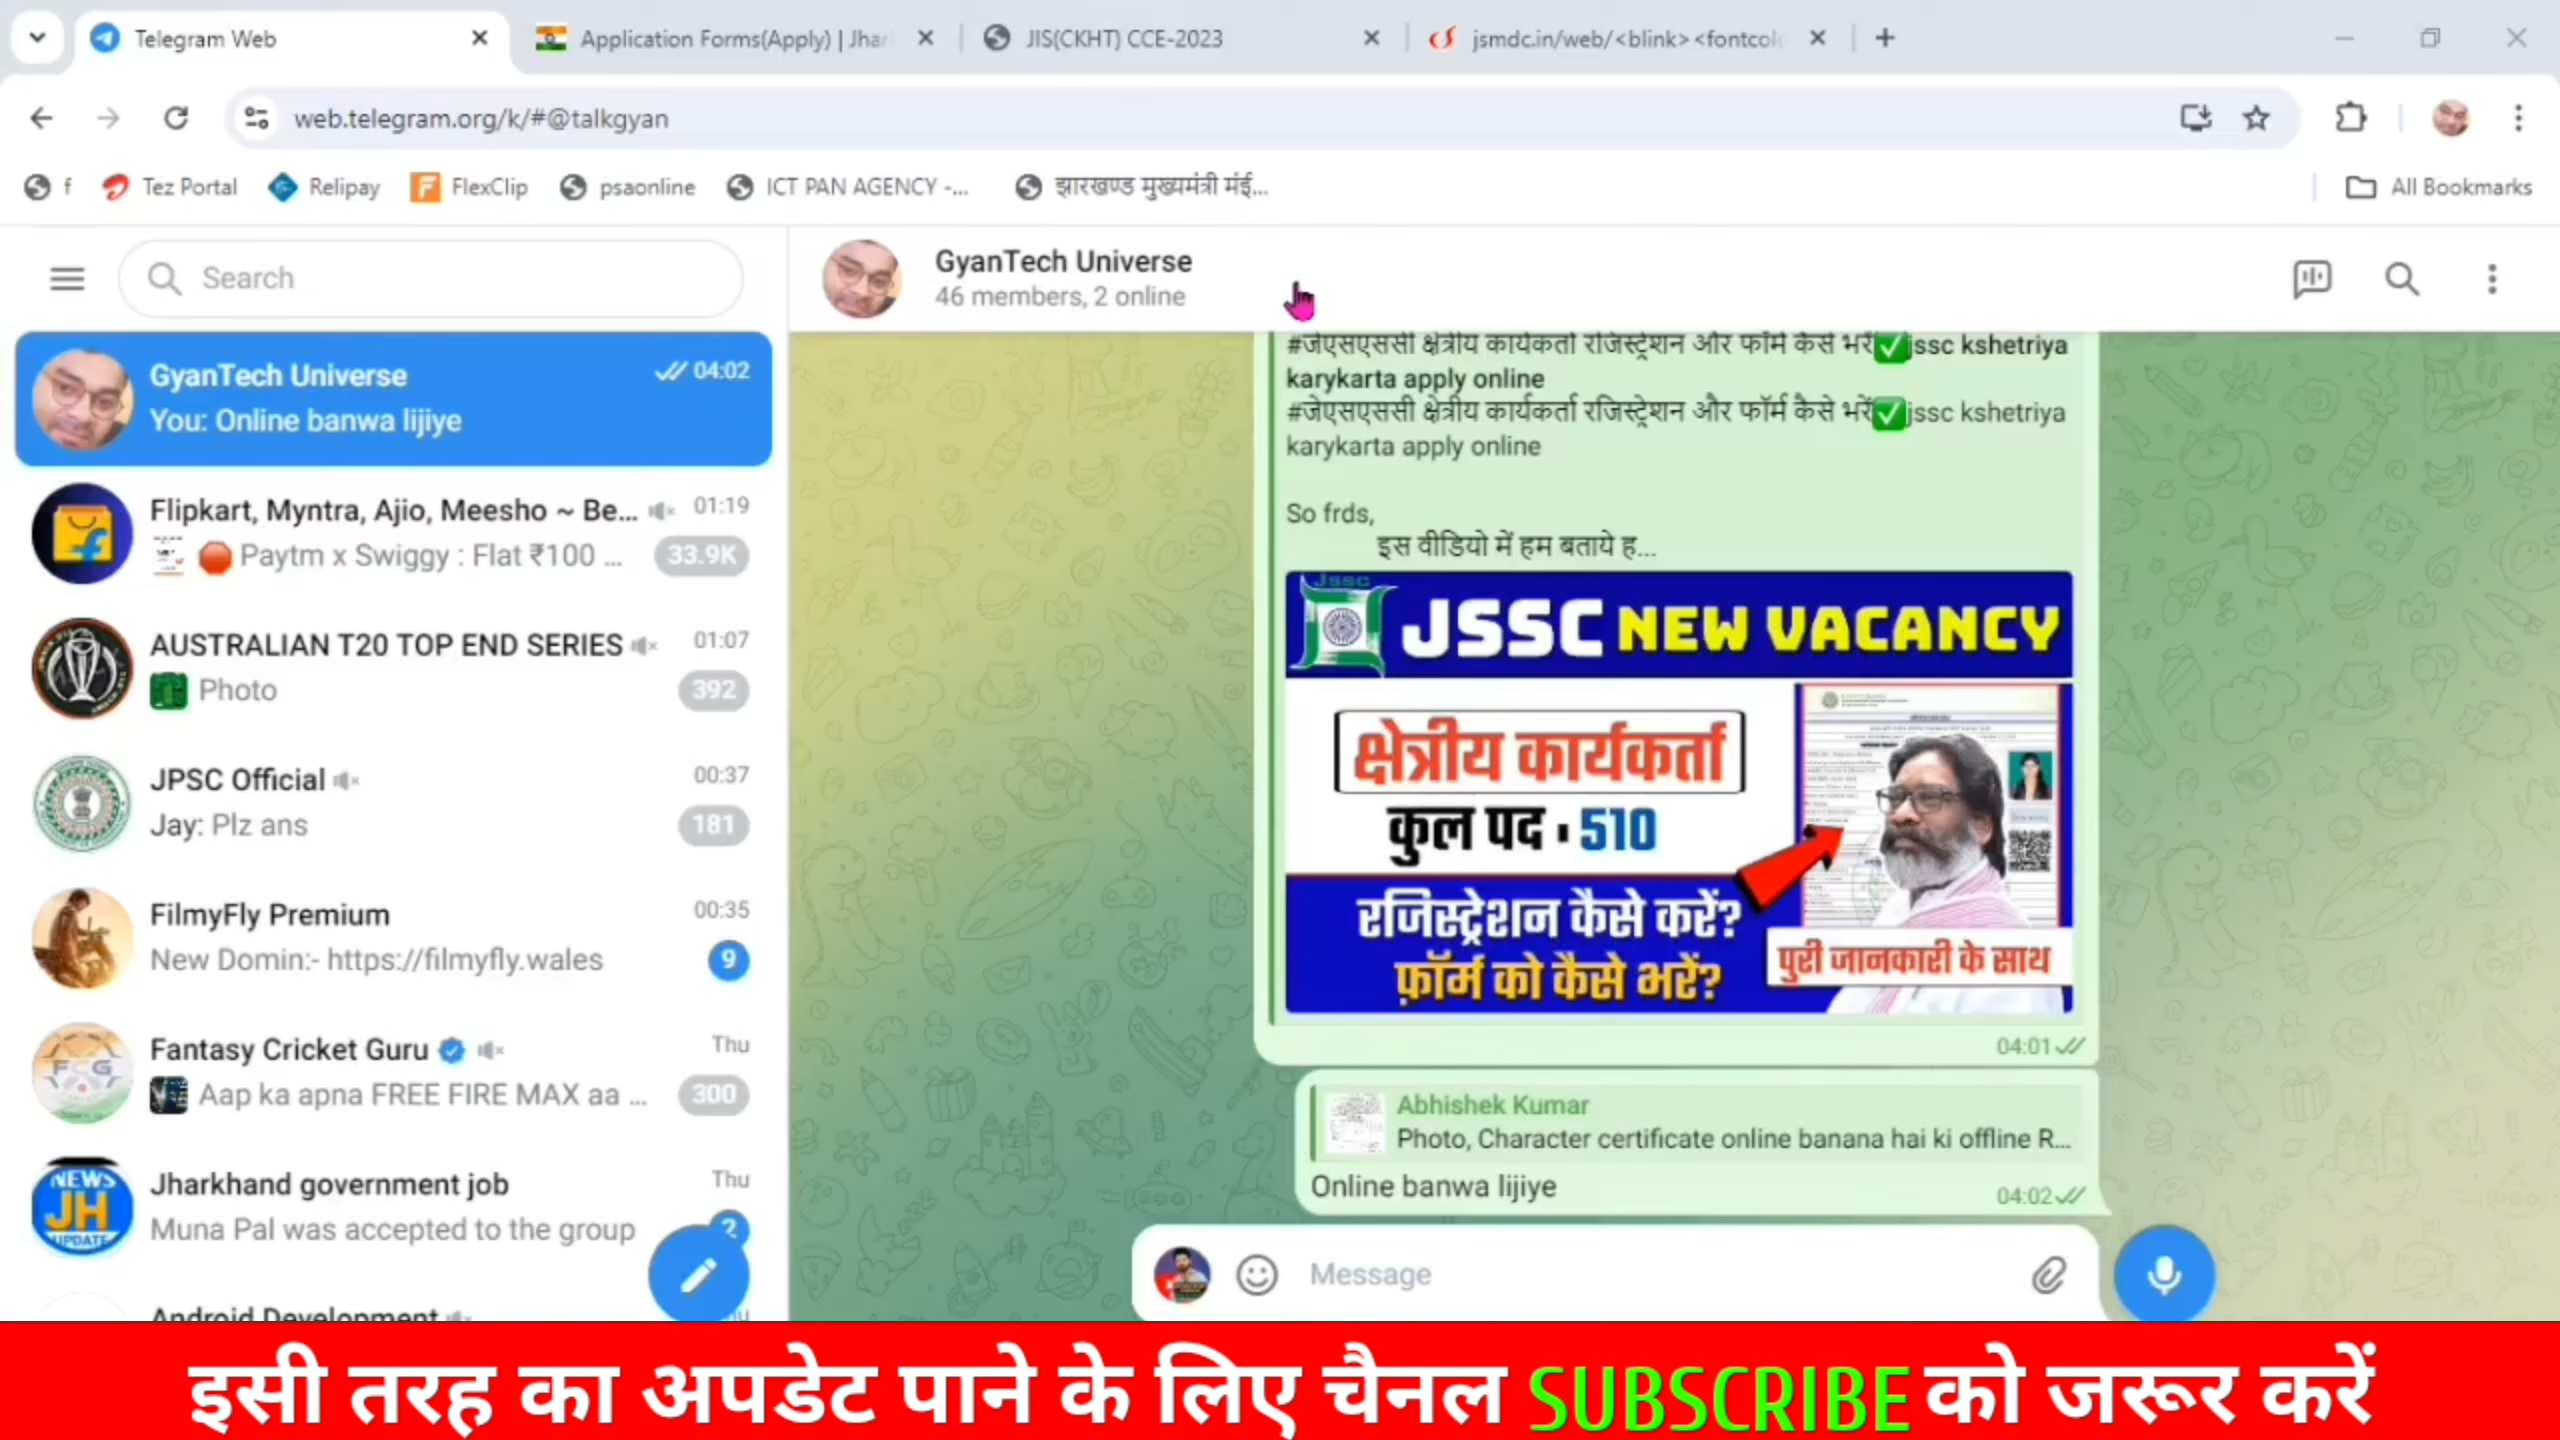 Telegram Web
Application Forms(Apply) | Jhar
JIS(CKHT) CCE-2023
jsmdc.in/web/<blink><fontcol
web.telegram.org/k/#@talkgyan
f
Tez Portal
Relipay
FlexClip
psaonline
ICT PAN AGENCY -...
झारखण्ड मुख्यमंत्री मंई...
All Bookmarks
Search
GyanTech Universe
04:02
You: Online banwa lijiye
Flipkart, Myntra, Ajio, Meesho ~ Be...
01:19
Paytm x Swiggy : Flat ₹100 ...
33.9K
AUSTRALIAN T20 TOP END SERIES
01:07
Photo
392
JPSC Official
00:37
Jay: Plz ans
181
FilmyFly Premium
00:35
New Domin:- https://filmyfly.wales
9
Fantasy Cricket Guru
Thu
FCG
Aap ka apna FREE FIRE MAX aa ...
300
NEWS
JH
UPDATE
Jharkhand government job
Thu
Muna Pal was accepted to the group
2
Android Development
GyanTech Universe
46 members, 2 online
#जेएसएससी क्षेत्रीय कार्यकर्ता रजिस्ट्रेशन और फॉर्म कैसे भरें✅jssc kshetriya
karykarta apply online
#जेएसएससी क्षेत्रीय कार्यकर्ता रजिस्ट्रेशन और फॉर्म कैसे भरें✅jssc kshetriya
karykarta apply online
So frds,
इस वीडियो में हम बताये ह...
Jssc
JSSC NEW VACANCY
क्षेत्रीय कार्यकर्ता
कुल पद : 510
रजिस्ट्रेशन कैसे करें?
फ़ॉर्म को कैसे भरें?
पुरी जानकारी के साथ
04:01
Abhishek Kumar
Photo, Character certificate online banana hai ki offline R...
Online banwa lijiye
04:02
Message
इसी तरह का अपडेट पाने के लिए चैनल SUBSCRIBE को जरूर करें